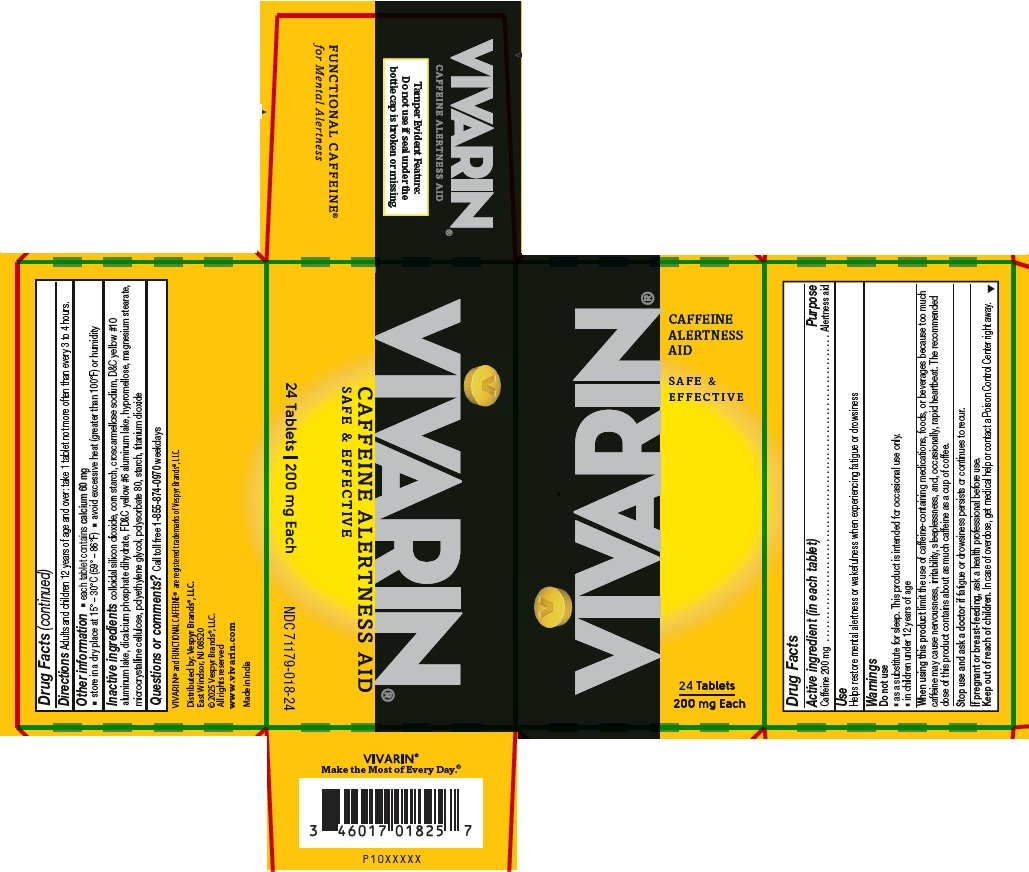 VIVARIN®
CAFFEINE ALERTNESS AID
Tamper Evident Feature:
Do not use if seal under the
bottle cap is broken or missing.
FUNCTIONAL CAFFEINE®
for Mental Alertness
VIVARIN®
CAFFEINE ALERTNESS AID
SAFE & EFFECTIVE
24 Tablets | 200 mg Each
NDC 71179-018-24
VIVARIN®
CAFFEINE
ALERTNESS
AID
SAFE &
EFFECTIVE
24 Tablets
200 mg Each
Drug Facts
Active ingredient (in each tablet) Purpose
Caffeine 200 mg Alertness aid
Use
Helps restore mental alertness or wakefulness when experiencing fatigue or drowsiness
Warnings
Do not use
▪ as a substitute for sleep. This product is intended for occasional use only.
▪ in children under 12 years of age
When using this product limit the use of caffeine-containing medications, foods, or beverages because too much
caffeine may cause nervousness, irritability, sleeplessness, and, occasionally, rapid heartbeat. The recommended
dose of this product contains about as much caffeine as a cup of coffee.
Stop use and ask a doctor if fatigue or drowsiness persists or continues to recur.
If pregnant or breast-feeding, ask a health professional before use.
Keep out of reach of children. In case of overdose, get medical help or contact a Poison Control Center right away.
Drug Facts (continued)
Directions Adults and children 12 years of age and over: take 1 tablet not more often than every 3 to 4 hours.
Other information ▪ each tablet contains calcium 60 mg
▪ store in a dry place at 15° – 30°C (59° – 86°F) ▪ avoid excessive heat (greater than 100°F) or humidity
Inactive ingredients colloidal silicon dioxide, corn starch, croscarmellose sodium, D&C yellow #10
aluminum lake, dicalcium phosphate dihydrate, FD&C yellow #6 aluminum lake, hypromellose, magnesium stearate,
microcrystalline cellulose, polyethylene glycol, polysorbate 80, starch, titanium dioxide
Questions or comments? Call toll free 1-855-874-0970 weekdays
VIVARIN® and FUNCTIONAL CAFFEINE® are registered trademarks of Vespyr Brands®, LLC
Distributed by: Vespyr Brands®, LLC.
East Windsor, NJ 08520
©2025 Vespyr Brands®, LLC.
All rights reserved
www.vivarin.com
Made in India
VIVARIN®
Make the Most of Every Day.®
3 46017 01825 7
P10XXXXX